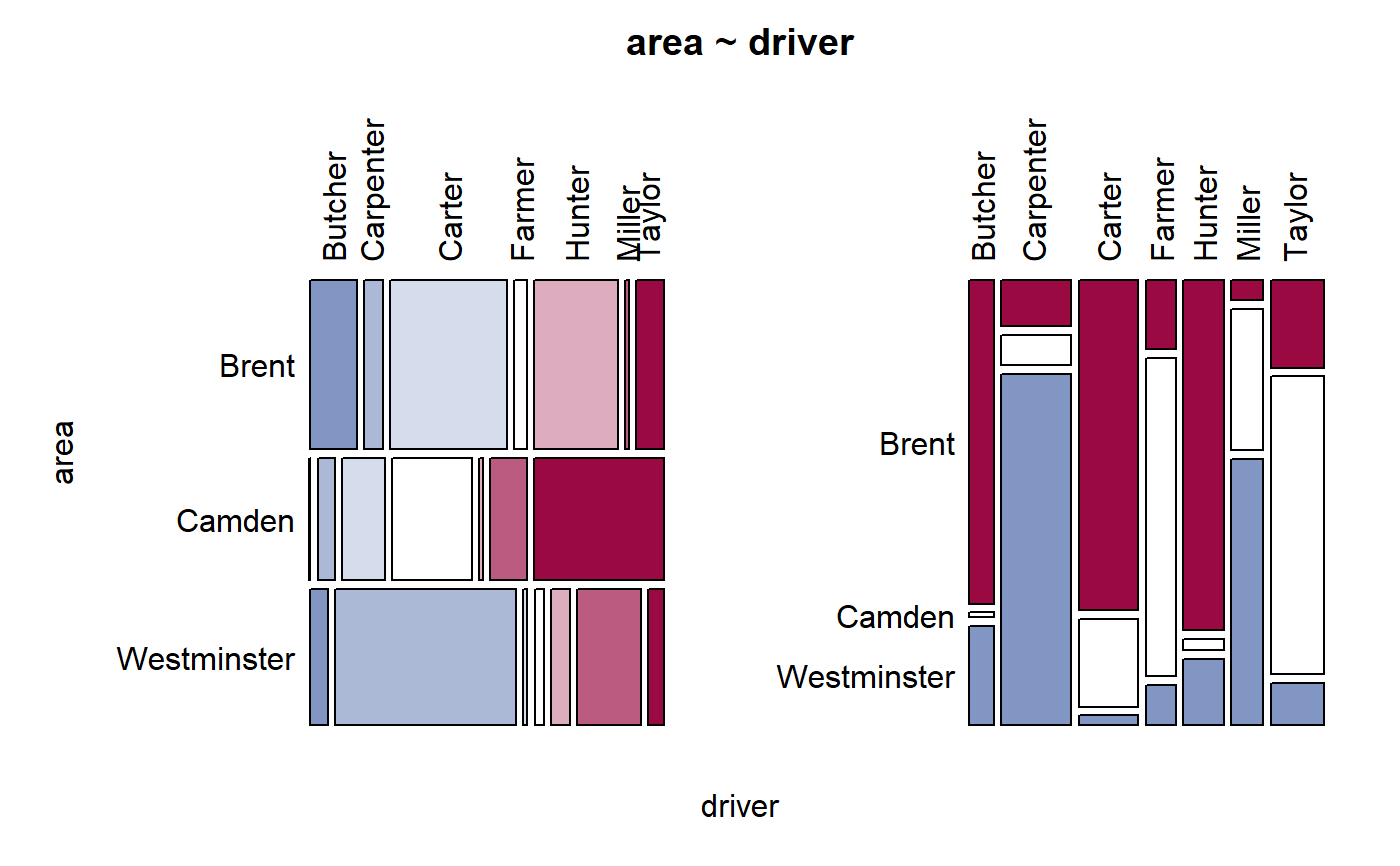 area ~ driver
Butcher
Carpenter
Carter
Farmer
Hunter
Miller
Taylor
Brent
Camden
Westminster
area
Butcher
Carpenter
Carter
Farmer
Hunter
Miller
Taylor
Brent
Camden
Westminster
driver